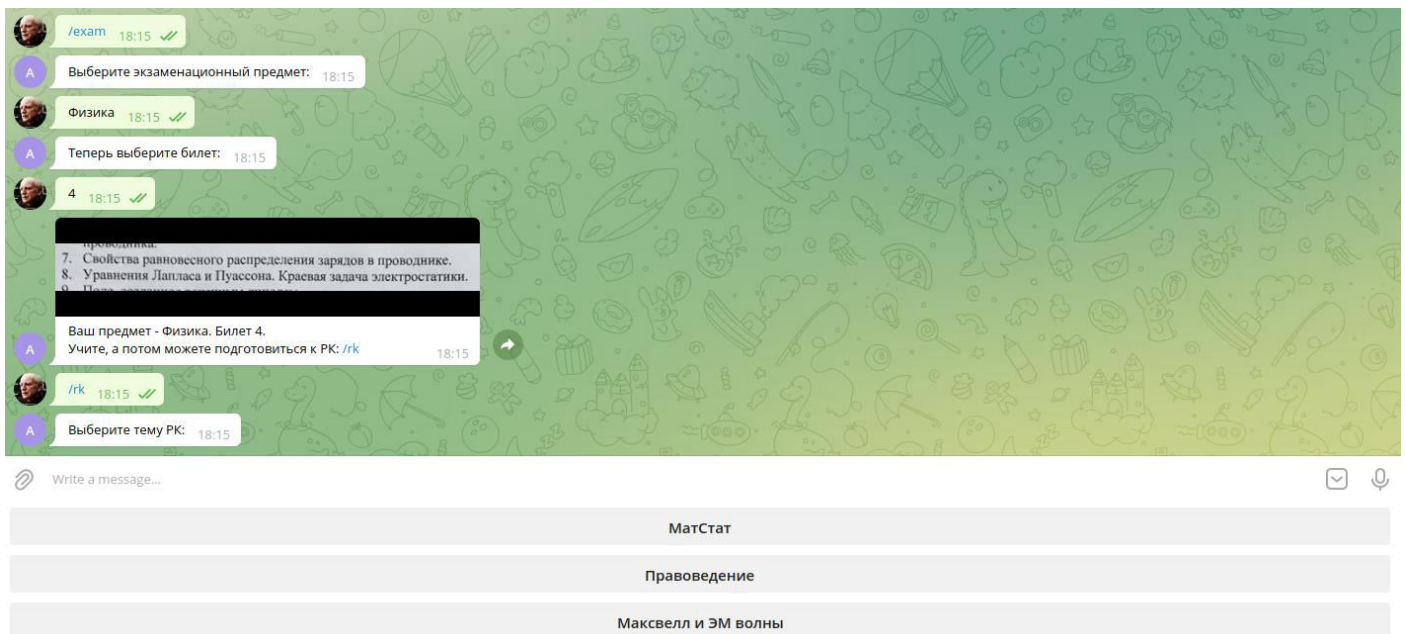 /exam 18:15
A Выберите экзаменационный предмет: 18:15
Физика 18:15
A Теперь выберите билет: 18:15
4 18:15
проводника.
7. Свойства равновесного распределения зарядов в проводнике.
8. Уравнения Лапласа и Пуассона. Краевая задача электростатики.
9.
Ваш предмет - Физика. Билет 4.
A Учите, а потом можете подготовиться к РК: /rk 18:15
/rk 18:15
A Выберите тему РК: 18:15
Write a message...
МатСтат
Правоведение
Максвелл и ЭМ волны